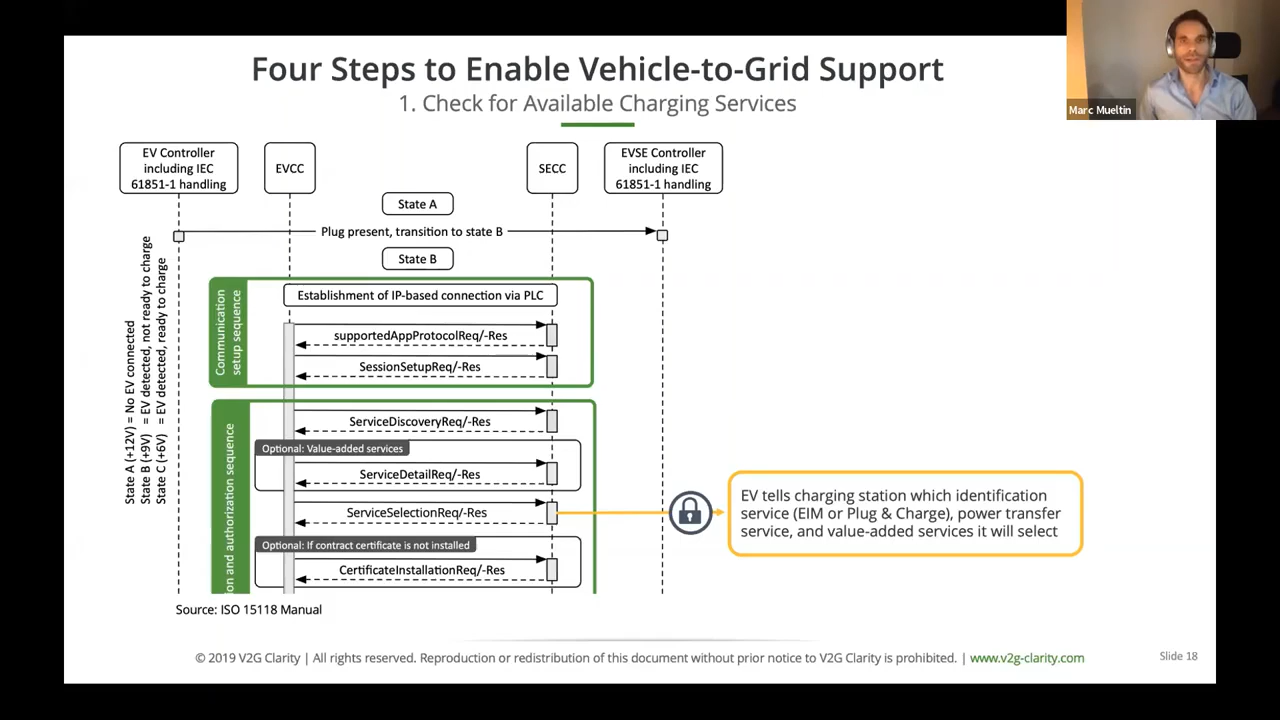 Four Steps to Enable Vehicle-to-Grid Support
1. Check for Available Charging Services
Marc Mueltin
EV Controller
including IEC
61851-1 handling
EVCC
SECC
EVSE Controller
including IEC
61851-1 handling
State A
Plug present, transition to state B
State B
State A (+12V) = No EV connected
State B (+9V) = EV detected, not ready to charge
State C (+6V) = EV detected, ready to charge
Communication
setup sequence
Establishment of IP-based connection via PLC
supportedAppProtocolReq/-Res
SessionSetupReq/-Res
on and authorization sequence
ServiceDiscoveryReq/-Res
Optional: Value-added services
ServiceDetailReq/-Res
ServiceSelectionReq/-Res
EV tells charging station which identification
service (EIM or Plug & Charge), power transfer
service, and value-added services it will select
Optional: If contract certificate is not installed
CertificateInstallationReq/-Res
Source: ISO 15118 Manual
© 2019 V2G Clarity | All rights reserved. Reproduction or redistribution of this document without prior notice to V2G Clarity is prohibited. | www.v2g-clarity.com
Slide 18